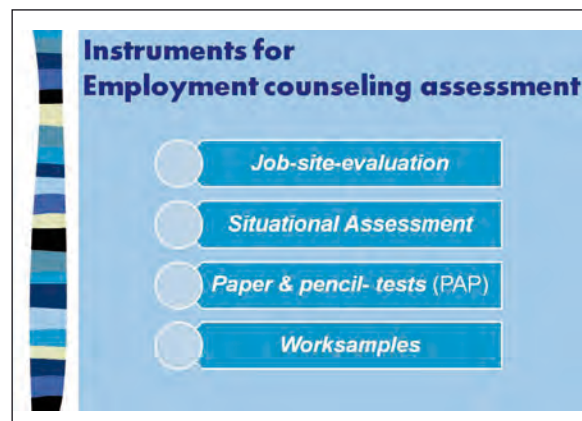 Instruments for
Employment counseling assessment
Job-site-evaluation
Situational Assessment
Paper & pencil- tests (PAP)
Worksamples